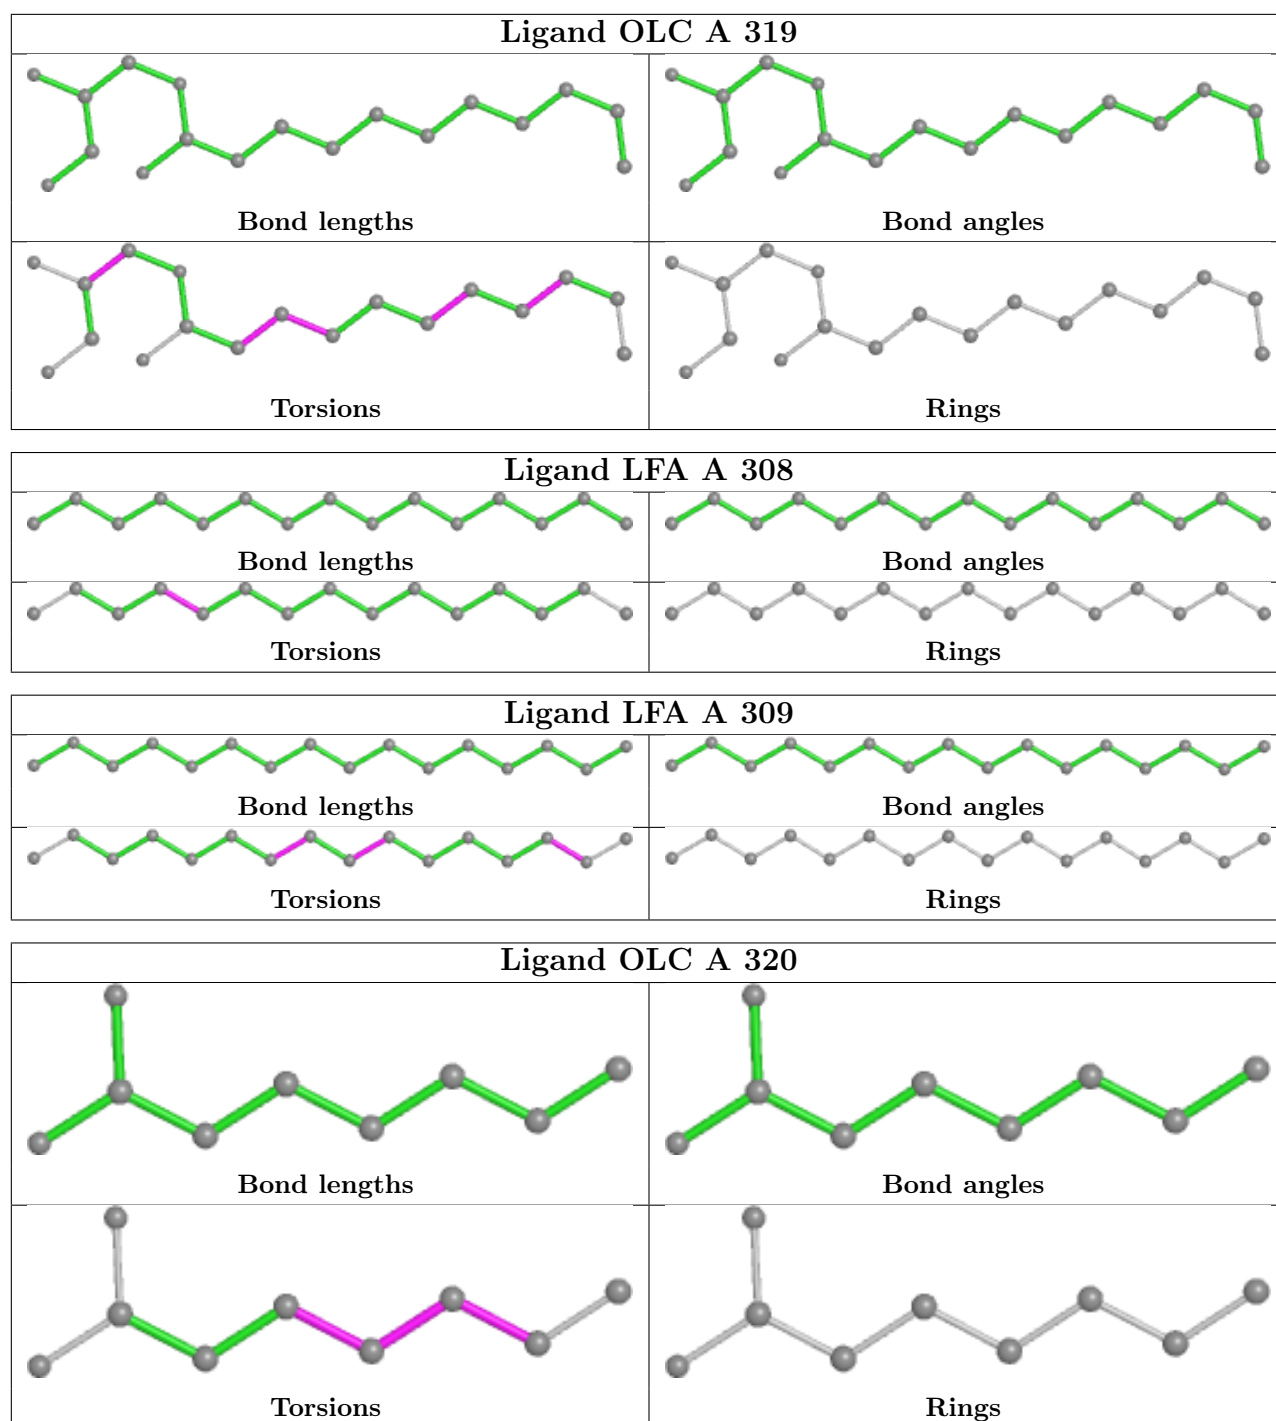 Ligand OLC A 319
Bond lengths Bond angles
Torsions Rings
Ligand LFA A 308
Bond lengths Bond angles
Torsions Rings
Ligand LFA A 309
Bond lengths Bond angles
Torsions Rings
Ligand OLC A 320
Bond lengths Bond angles
Torsions Rings